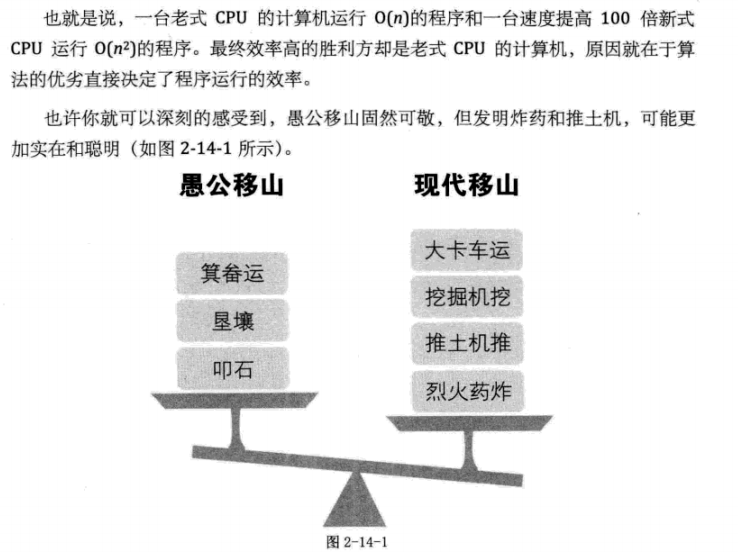 也就是说，一台老式 CPU 的计算机运行 O(n)的程序和一台速度提高 100 倍新式
CPU 运行 O(n²)的程序。最终效率高的胜利方却是老式 CPU 的计算机，原因就在于算
法的优劣直接决定了程序运行的效率。
也许你就可以深刻的感受到，愚公移山固然可敬，但发明炸药和推土机，可能更
加实在和聪明（如图 2-14-1 所示）。
愚公移山
箕畚运
垦壤
叩石
现代移山
大卡车运
挖掘机挖
推土机推
烈火药炸
图 2-14-1